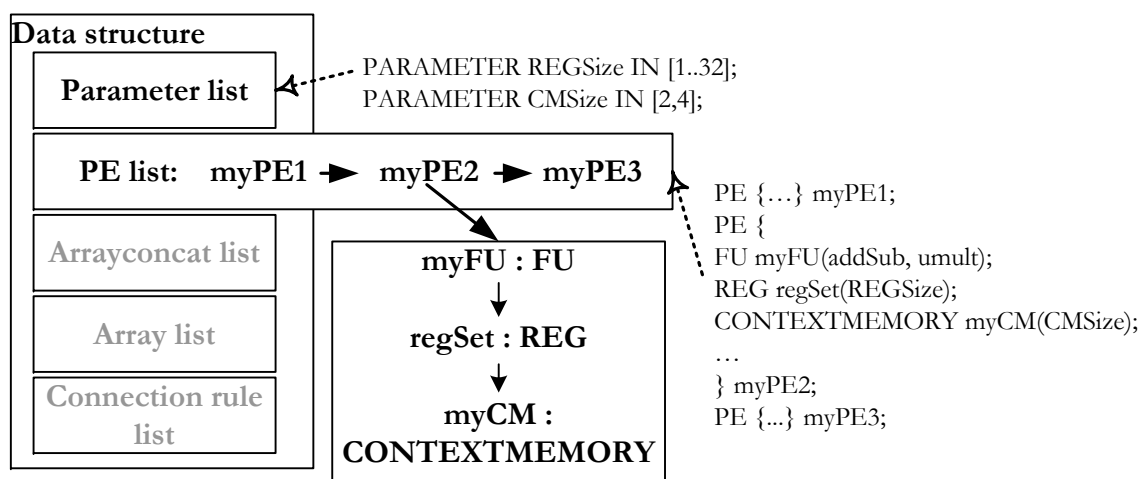 Data structure
Parameter list
PARAMETER REGSize IN [1..32];
PARAMETER CMSize IN [2,4];
PE list: myPE1 myPE2 myPE3
Arrayconcat list
Array list
Connection rule
list
myFU : FU
regSet : REG
myCM :
CONTEXTMEMORY
PE {…} myPE1;
PE {
FU myFU(addSub, umult);
REG regSet(REGSize);
CONTEXTMEMORY myCM(CMSize);
…
} myPE2;
PE {...} myPE3;